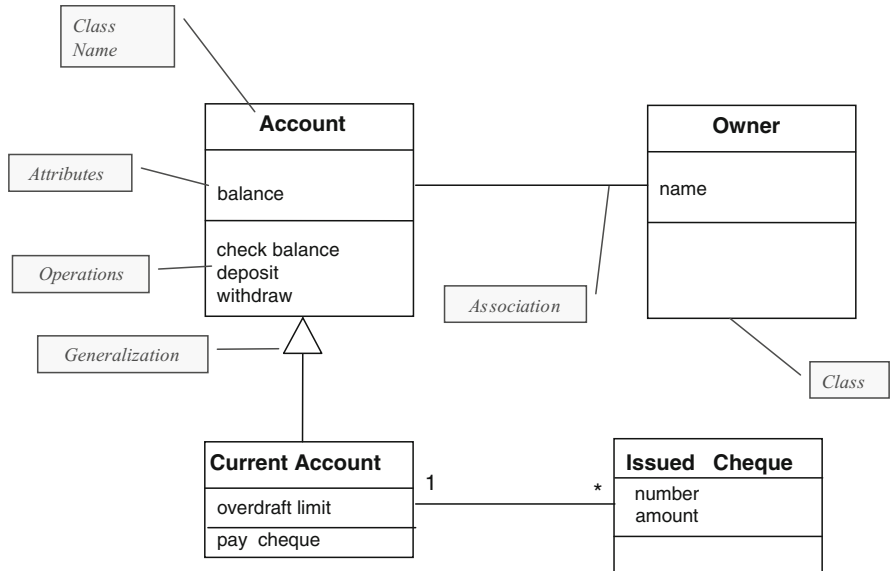 Class
Name
Account
Owner
Attributes
balance
name
check balance
Operations
deposit
withdraw
Association
Generalization
Class
Current Account
Issued Cheque
1
*
number
overdraft limit
amount
pay cheque